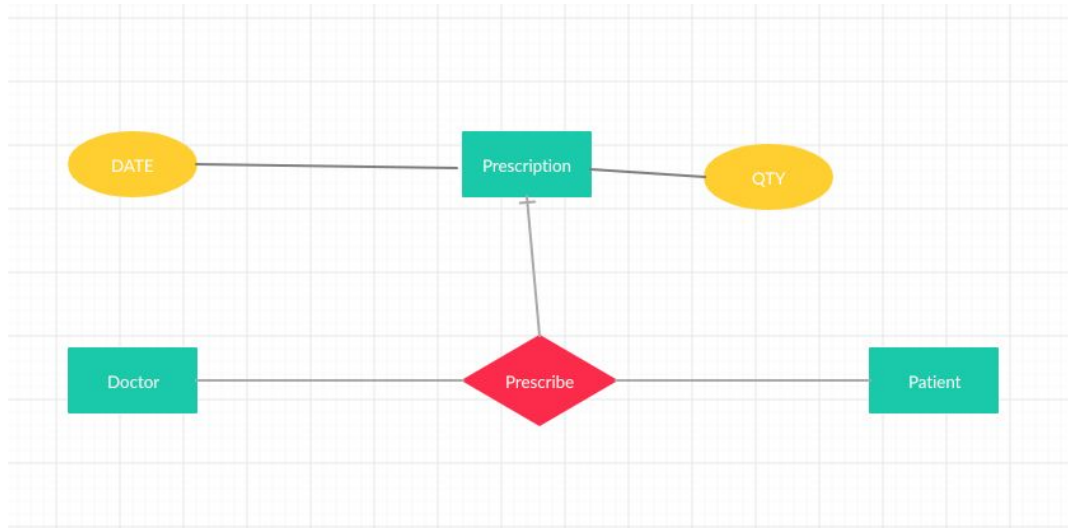 DATE
Prescription
QTY
Doctor
Prescribe
Patient